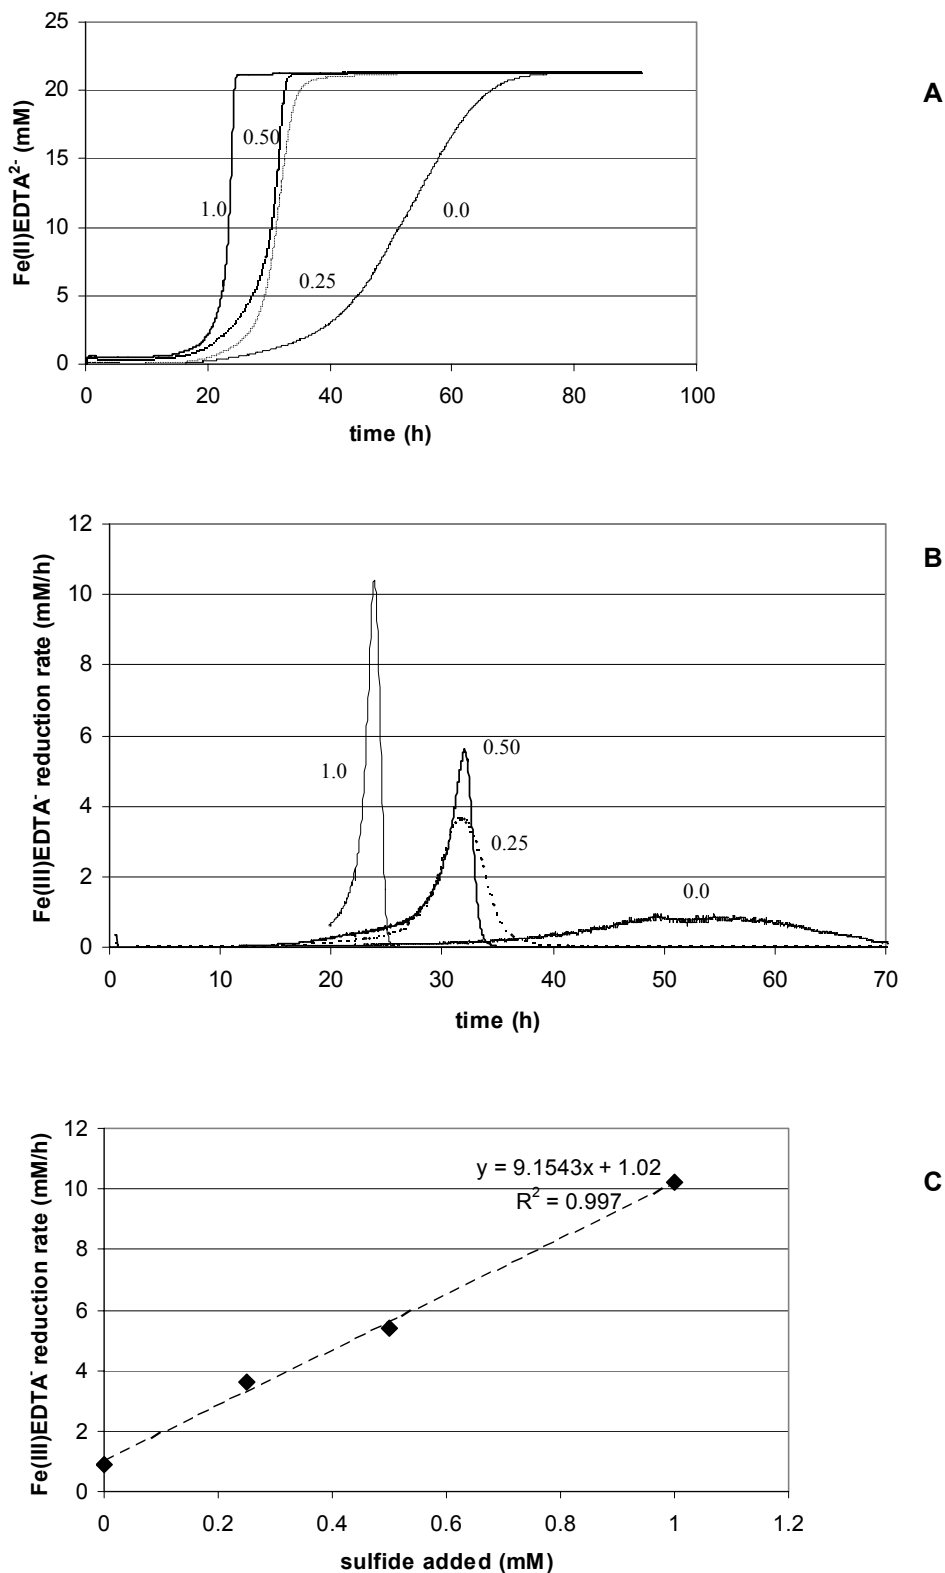 A
Fe(II)EDTA²⁻ (mM)
25
20
15
10
5
0
0.50
1.0
0.0
0.25
0 20 40 60 80 100
time (h)
B
Fe(III)EDTA⁻ reduction rate (mM/h)
12
10
8
6
4
2
0
1.0
0.50
0.25
0.0
0 10 20 30 40 50 60 70
time (h)
C
Fe(III)EDTA⁻ reduction rate (mM/h)
12
10
8
6
4
2
0
y = 9.1543x + 1.02
R² = 0.997
0 0.2 0.4 0.6 0.8 1 1.2
sulfide added (mM)